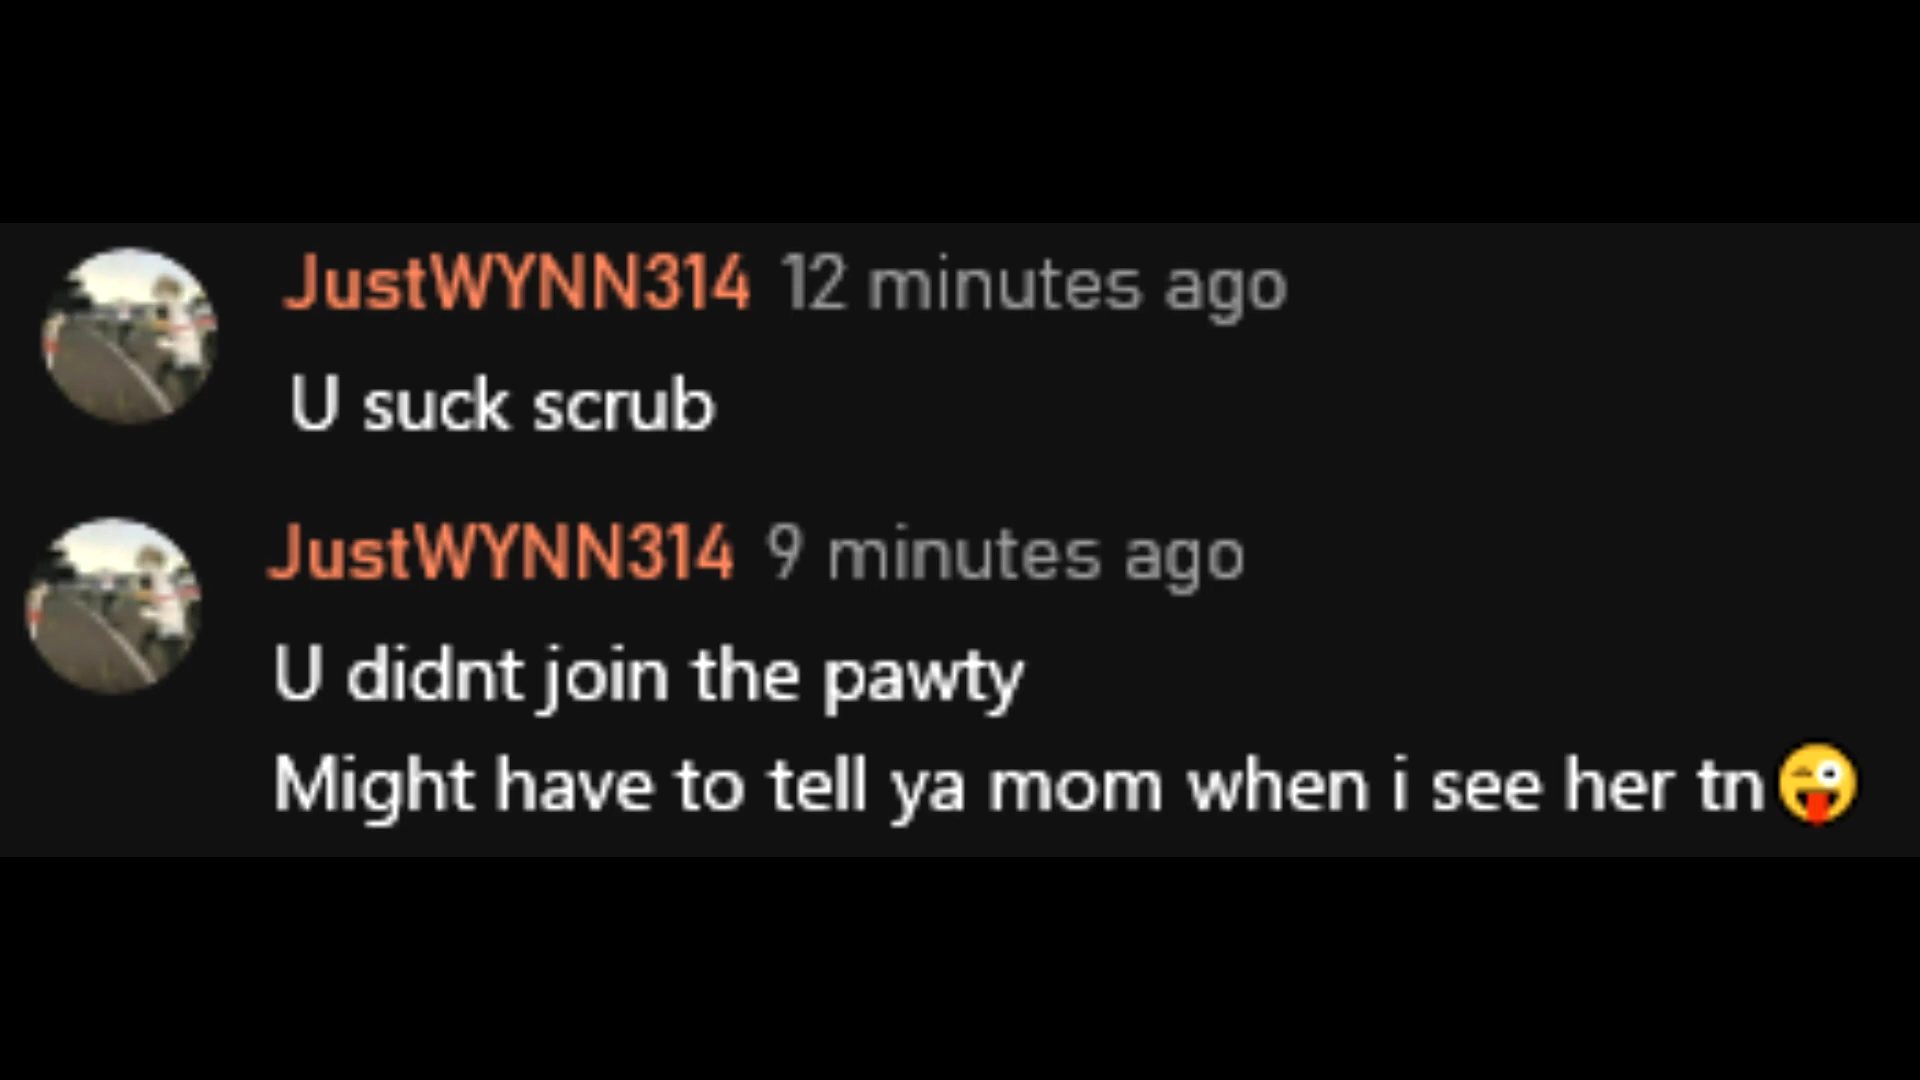 JustWYNN314 12 minutes ago
U suck scrub
JustWYNN314 9 minutes ago
U didnt join the pawty
Might have to tell ya mom when i see her tn😜